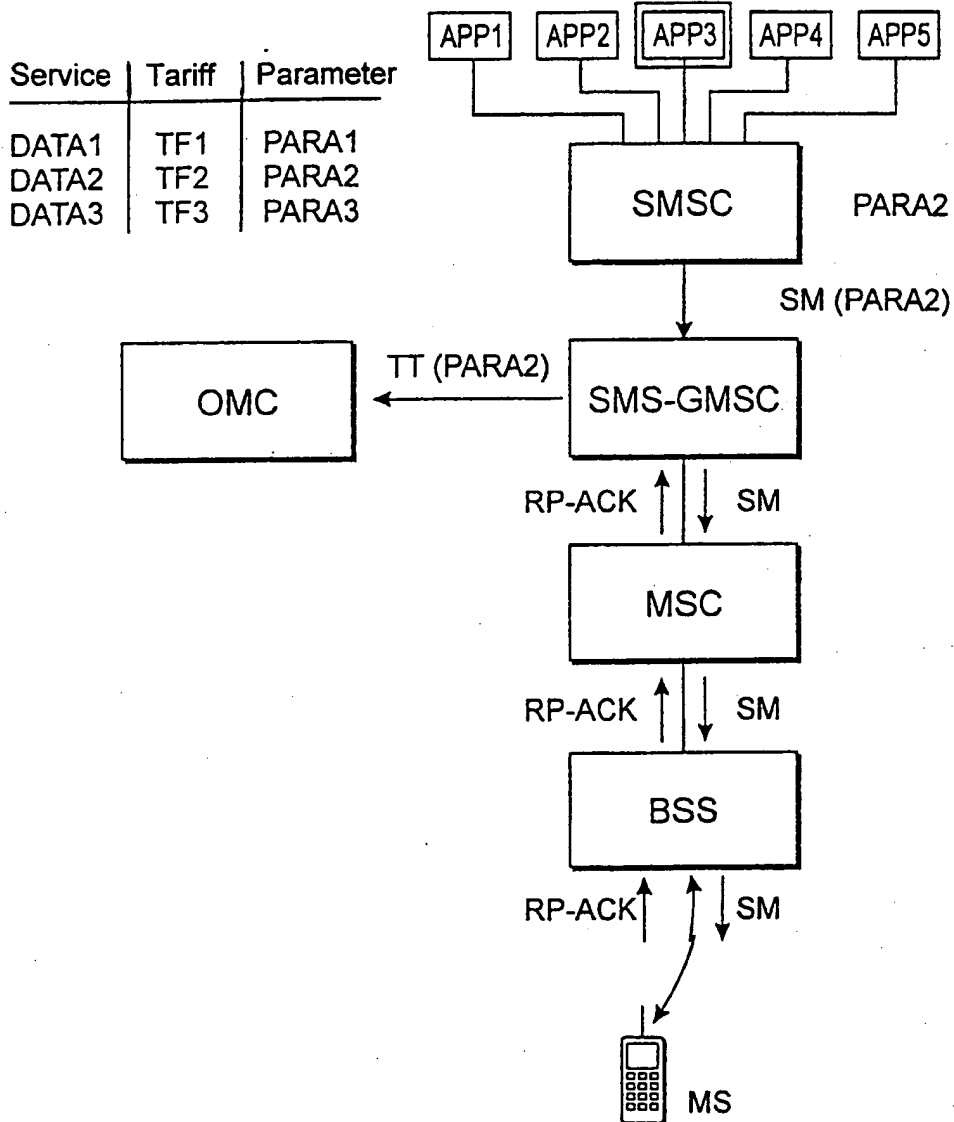 APP1 APP2 APP3 APP4 APP5
Service Tariff Parameter
DATA1 TF1 PARA1
DATA2 TF2 PARA2
DATA3 TF3 PARA3
SMSC PARA2
SM (PARA2)
TT (PARA2)
OMC SMS-GMSC
RP-ACK SM
MSC
RP-ACK SM
BSS
RP-ACK SM
MS